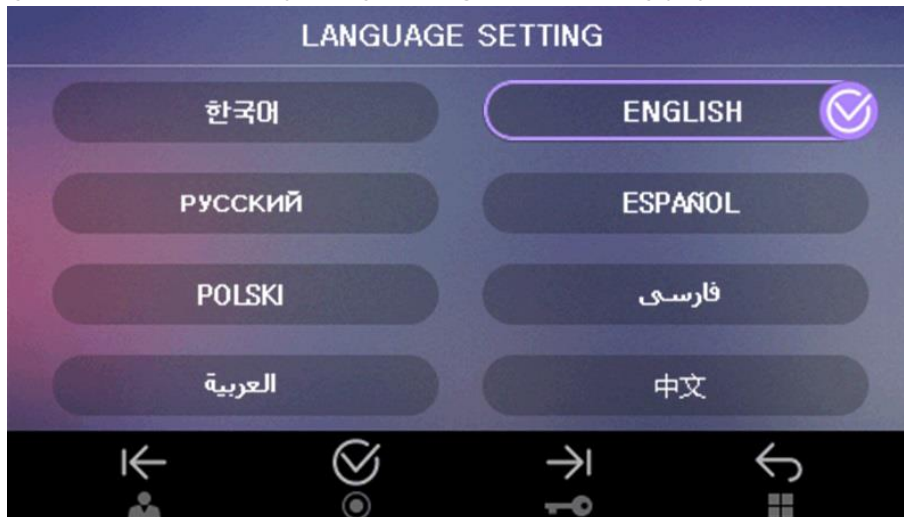 LANGUAGE SETTING
한국어
ENGLISH
РУССКИЙ
ESPAÑOL
POLSKI
فارسی
العربية
中文